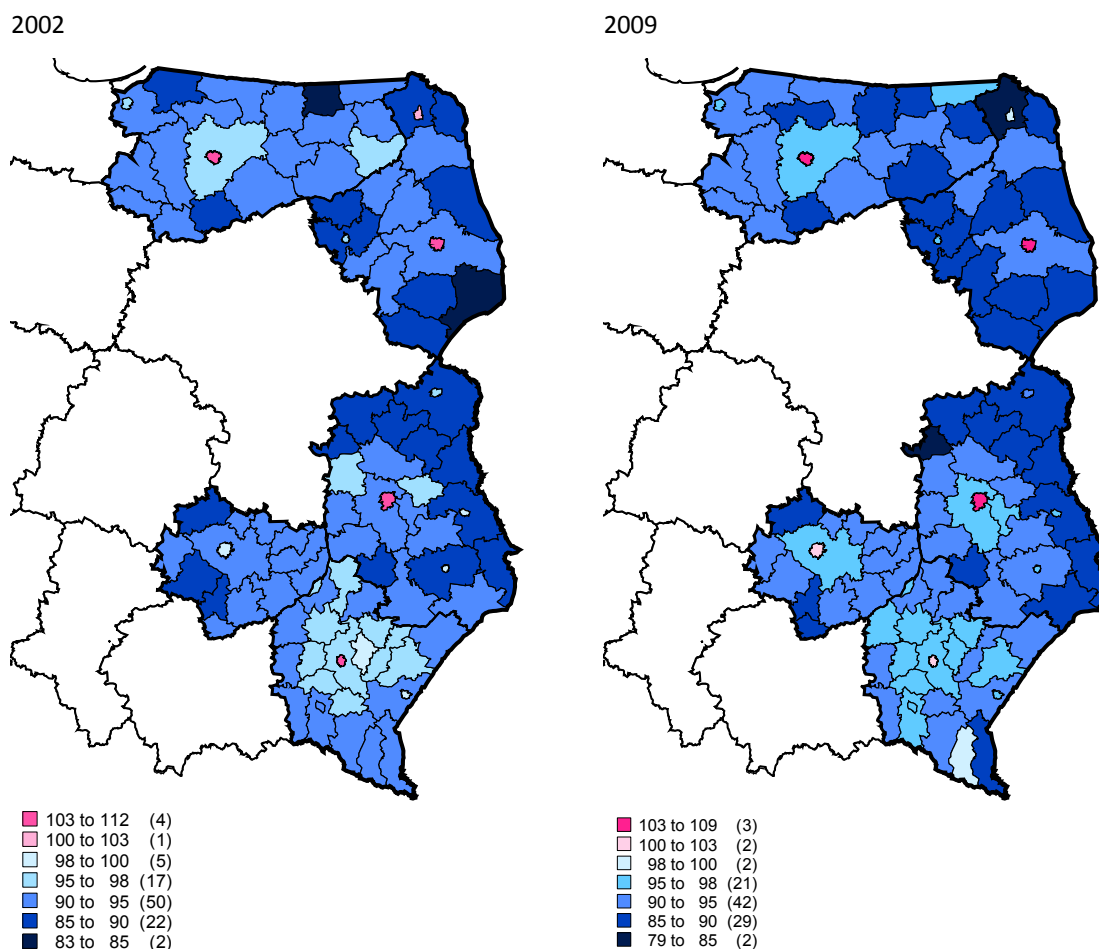 2002
2009
103 to 112 (4)
100 to 103 (1)
98 to 100 (5)
95 to 98 (17)
90 to 95 (50)
85 to 90 (22)
83 to 85 (2)
103 to 109 (3)
100 to 103 (2)
98 to 100 (2)
95 to 98 (21)
90 to 95 (42)
85 to 90 (29)
79 to 85 (2)